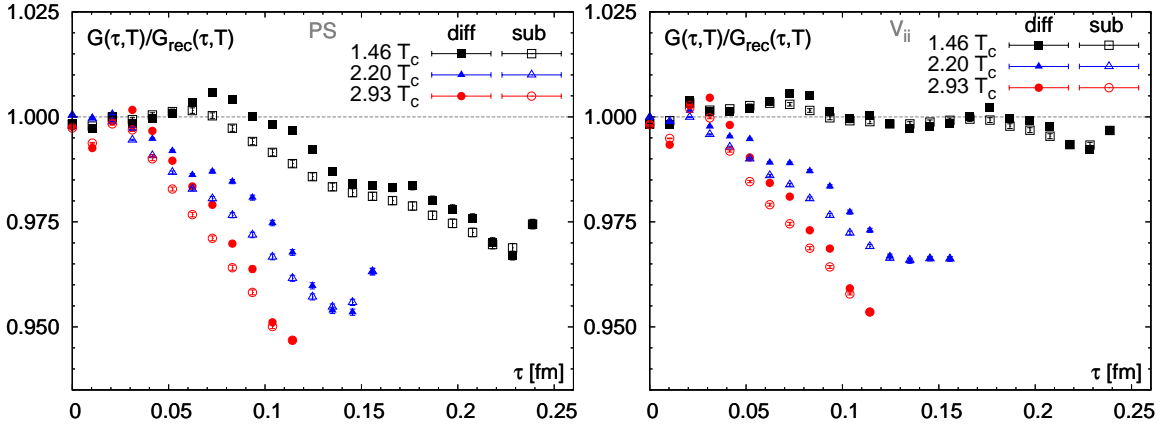 1.025
G(τ,T)/G_rec(τ,T)
PS
diff sub
1.46 T_c
2.20 T_c
2.93 T_c
1.000
0.975
0.950
τ [fm]
0 0.05 0.1 0.15 0.2 0.25
1.025
G(τ,T)/G_rec(τ,T)
V_ii
diff sub
1.46 T_c
2.20 T_c
2.93 T_c
1.000
0.975
0.950
τ [fm]
0 0.05 0.1 0.15 0.2 0.25